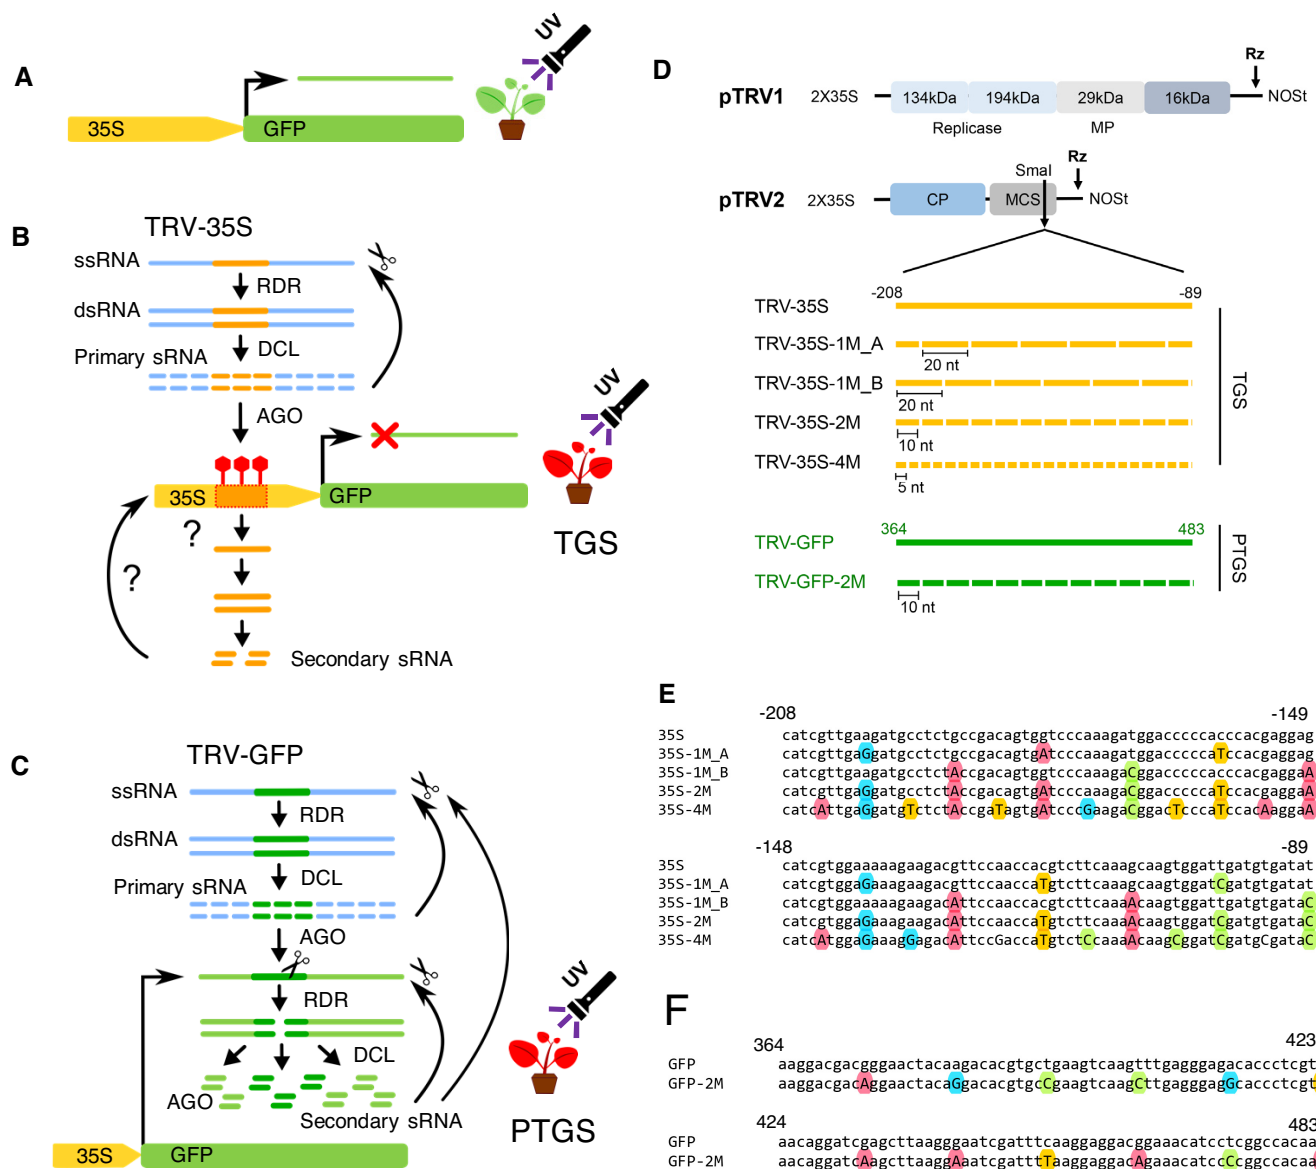 A
UV
35S
GFP
B
TRV-35S
ssRNA
RDR
dsRNA
DCL
Primary sRNA
AGO
UV
35S
GFP
?
?
TGS
Secondary sRNA
C
TRV-GFP
ssRNA
RDR
dsRNA
DCL
Primary sRNA
AGO
RDR
UV
DCL
AGO
Secondary sRNA
PTGS
35S
GFP
D
Rz
pTRV1
2X35S
134kDa
194kDa
29kDa
16kDa
NOSt
Replicase
MP
SmaI
Rz
pTRV2
2X35S
CP
MCS
NOSt
-208
-89
TRV-35S
TRV-35S-1M_A
20 nt
TRV-35S-1M_B
20 nt
TRV-35S-2M
10 nt
TRV-35S-4M
5 nt
TGS
364
483
TRV-GFP
TRV-GFP-2M
10 nt
PTGS
E
-208 -149
35S catcgttgaagatgcctctgccgacagtggtcccaaagatggacccccacccacgaggag
35S-1M_A catcgttgaGgatgcctctgccgacagtgAtcccaaagatggacccccaTccacgaggag
35S-1M_B catcgttgaagatgcctctAccgacagtggtcccaaagaCggacccccacccacgaggaA
35S-2M catcgttgaGgatgcctctAccgacagtgAtcccaaagaCggacccccaTccacgaggaA
35S-4M catcAttgaGgatgTctctAccgaTagtgAtcccGaagaCggacTcccaTccacAaggaA
-148 -89
35S catcgtggaaaaagaagacgttccaaccacgtcttcaaagcaagtggattgatgtgatat
35S-1M_A catcgtggaGaaagaagacgttccaaccaTgtcttcaaagcaagtggatCgatgtgatat
35S-1M_B catcgtggaaaaagaagacAttccaaccacgtcttcaaaAcaagtggattgatgtgataC
35S-2M catcgtggaGaaagaagacAttccaaccaTgtcttcaaaAcaagtggatCgatgtgataC
35S-4M catcAtggaGaaagGagacAttccGaccaTgtctCcaaaAcaagCggatCgatgCgataC
F
364 423
GFP aaggacgacgggaactacaagacacgtgctgaagtcaagtttgagggagacaccctcgt
GFP-2M aaggacgacAggaactacaGgacacgtgcCgaagtcaagCttgagggagGcaccctcgt
424 483
GFP aacaggatcgagcttaagggaatcgatttcaaggaggacggaaacatcctcggccacaa
GFP-2M aacaggatcAagcttaaggAaatcgatttTaaggaggacAgaaacatccCcggccacaa